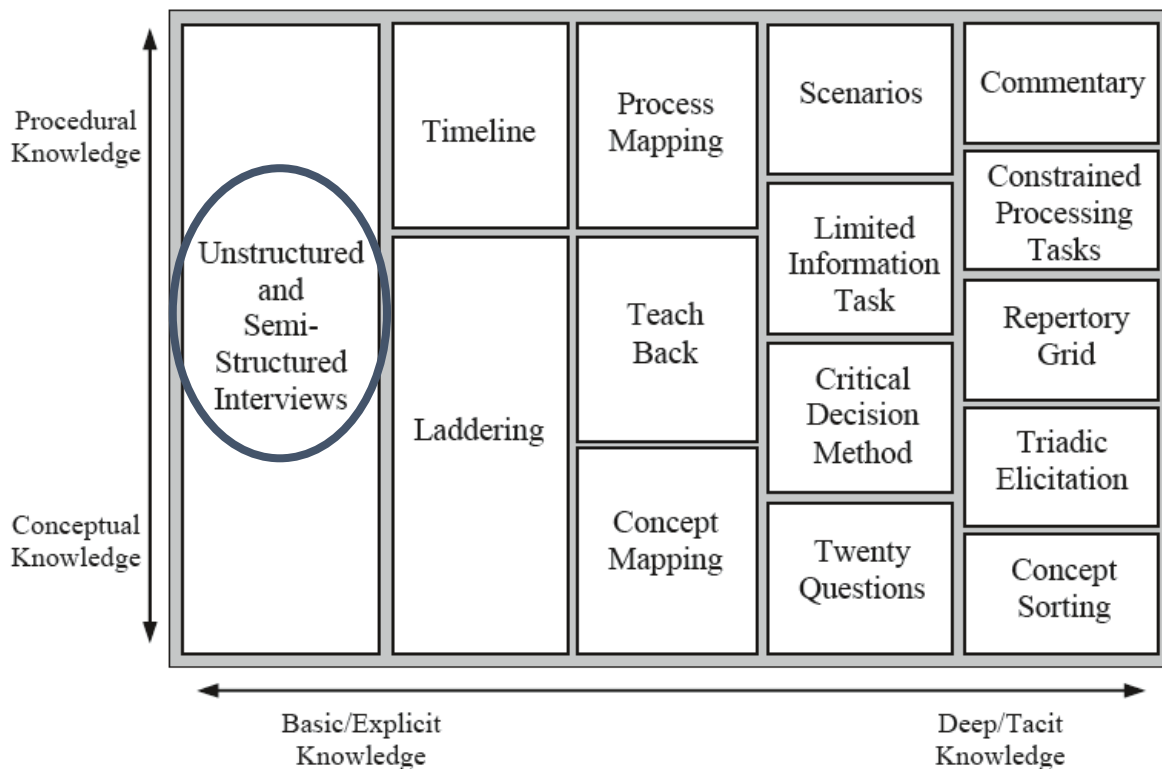 Procedural
Knowledge
Conceptual
Knowledge
Unstructured
and
Semi-
Structured
Interviews
Timeline
Laddering
Process
Mapping
Teach
Back
Concept
Mapping
Scenarios
Limited
Information
Task
Critical
Decision
Method
Twenty
Questions
Commentary
Constrained
Processing
Tasks
Repertory
Grid
Triadic
Elicitation
Concept
Sorting
Basic/Explicit
Knowledge
Deep/Tacit
Knowledge